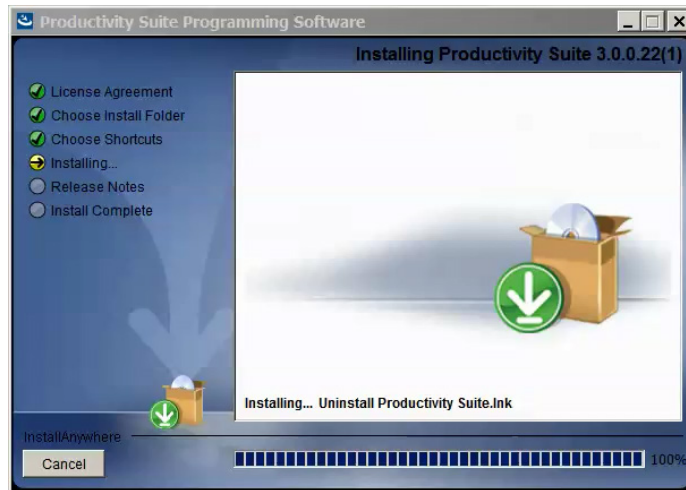 Productivity Suite Programming Software
Installing Productivity Suite 3.0.0.22(1)
License Agreement
Choose Install Folder
Choose Shortcuts
Installing...
Release Notes
Install Complete
Installing... Uninstall Productivity Suite.lnk
InstallAnywhere
Cancel
100%